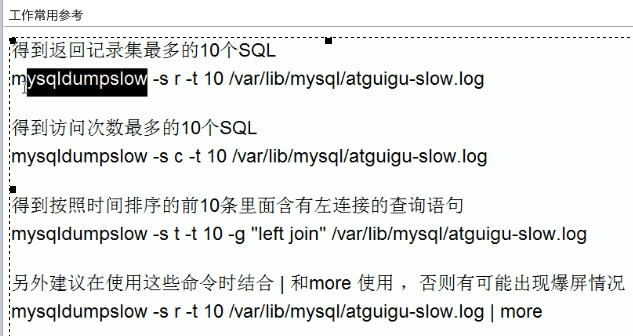 工作常用参考
得到返回记录集最多的10个SQL
mysqldumpslow -s r -t 10 /var/lib/mysql/atguigu-slow.log
得到访问次数最多的10个SQL
mysqldumpslow -s c -t 10 /var/lib/mysql/atguigu-slow.log
得到按照时间排序的前10条里面含有左连接的查询语句
mysqldumpslow -s t -t 10 -g "left join" /var/lib/mysql/atguigu-slow.log
另外建议在使用这些命令时结合 | 和more 使用 ，否则有可能出现爆屏情况
mysqldumpslow -s r -t 10 /var/lib/mysql/atguigu-slow.log | more